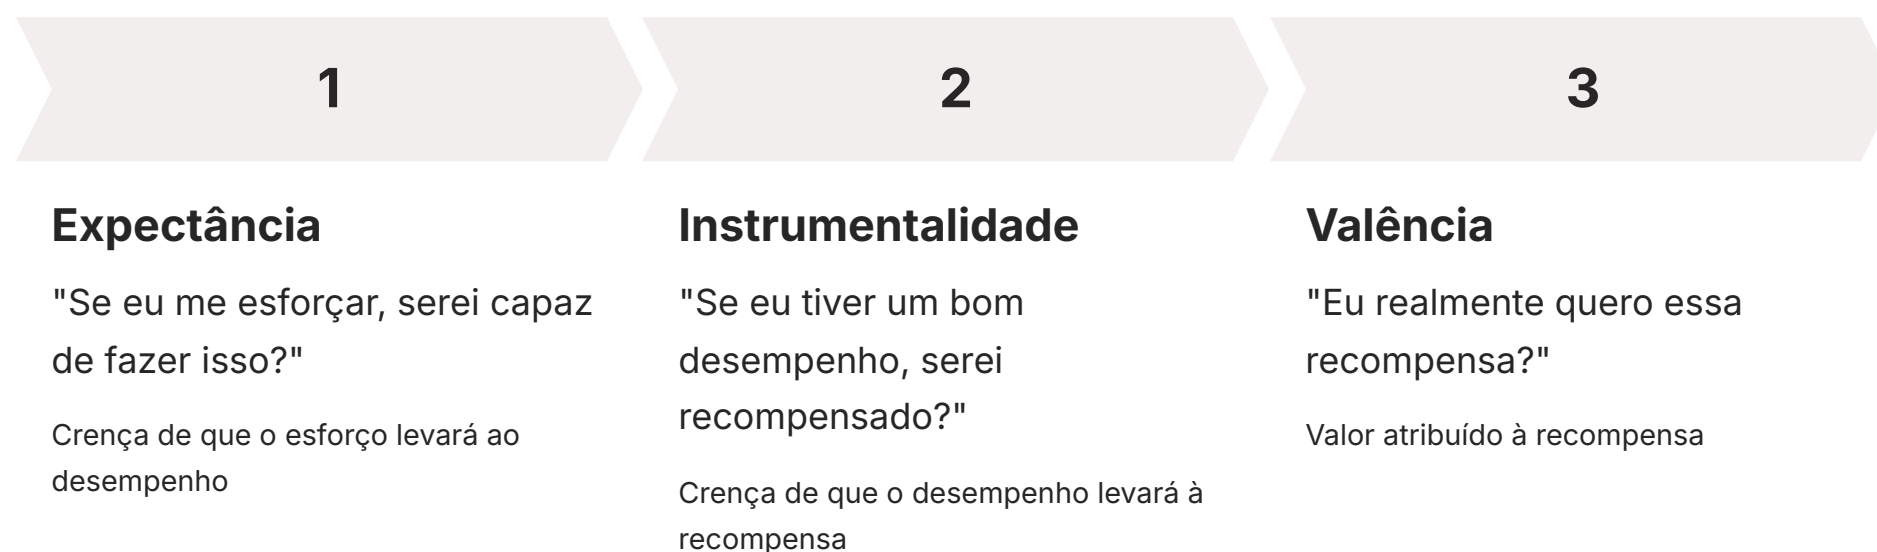 1
2
3
Expectância
"Se eu me esforçar, serei capaz
de fazer isso?"
Crença de que o esforço levará ao
desempenho
Instrumentalidade
"Se eu tiver um bom
desempenho, serei
recompensado?"
Crença de que o desempenho levará à
recompensa
Valência
"Eu realmente quero essa
recompensa?"
Valor atribuído à recompensa